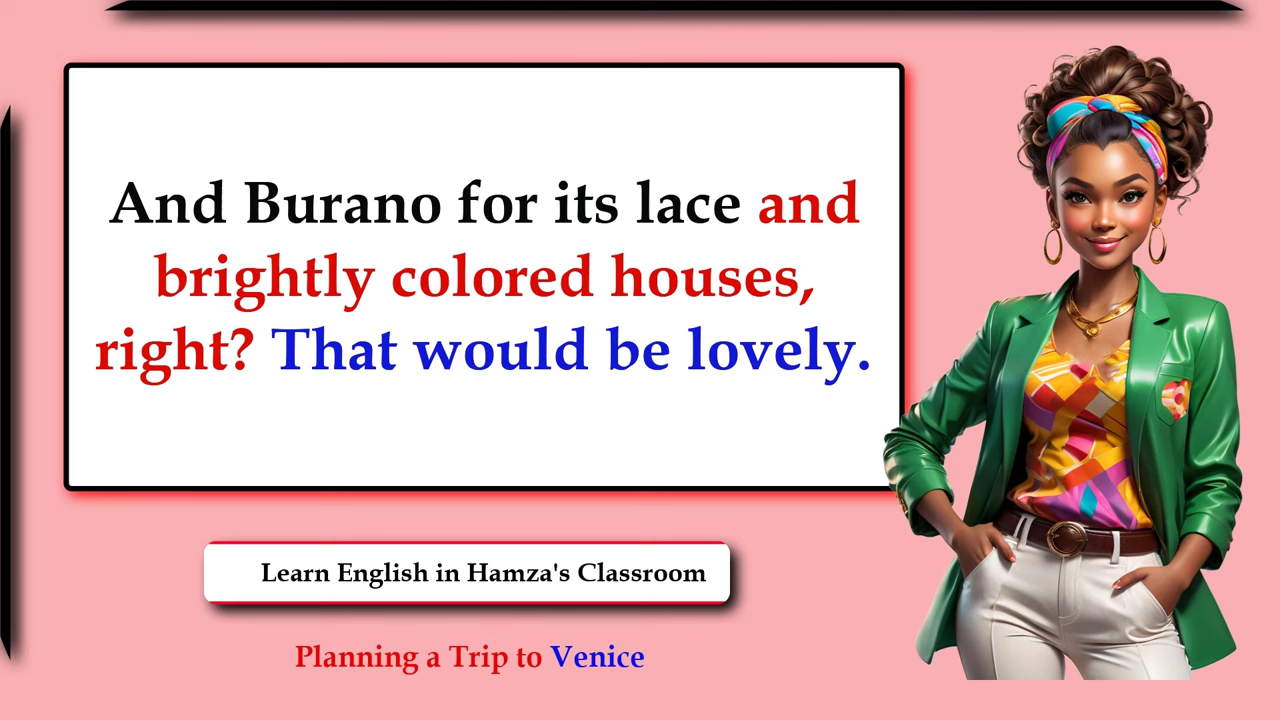 And Burano for its lace and
brightly colored houses,
right? That would be lovely.
Learn English in Hamza's Classroom
Planning a Trip to Venice